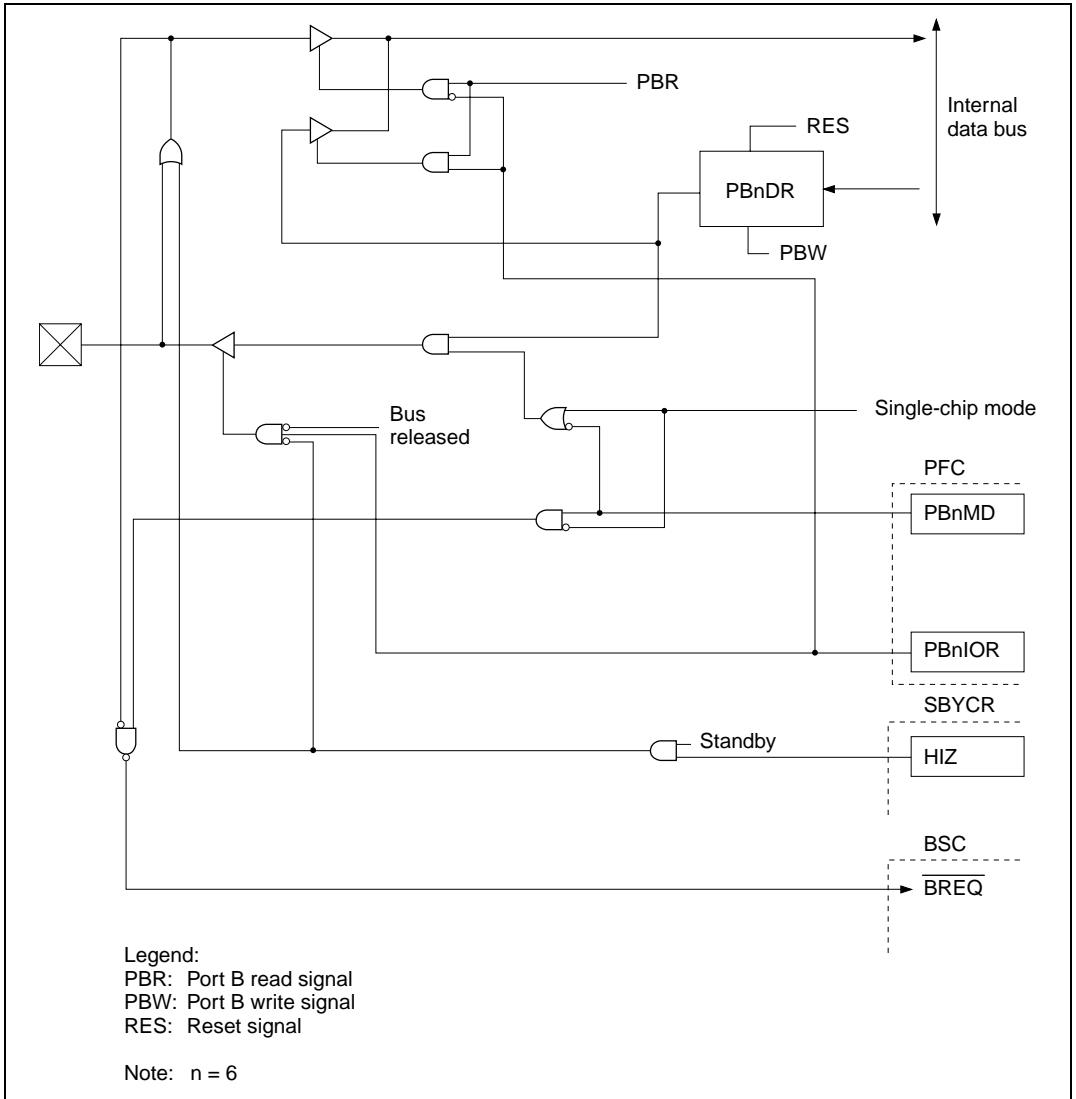 PBR
Internal
data bus
RES
PBnDR
PBW
Bus
released
Single-chip mode
PFC
PBnMD
PBnIOR
SBYCR
Standby
HIZ
BSC
BREQ
Legend:
PBR: Port B read signal
PBW: Port B write signal
RES: Reset signal
Note: n = 6